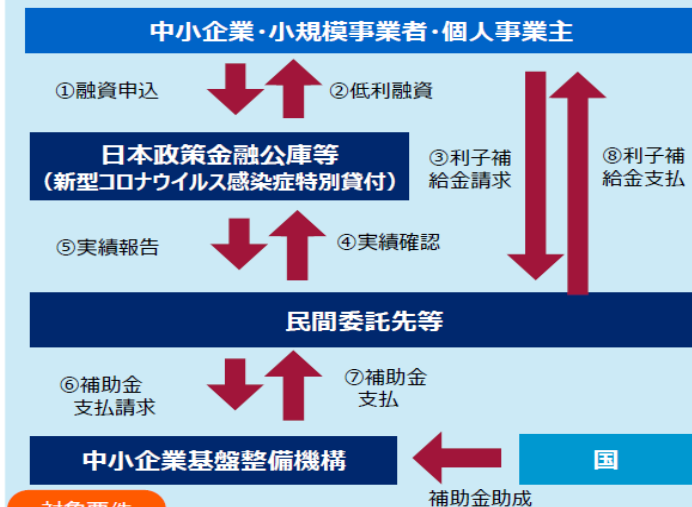 中小企業・小規模事業者・個人事業主
①融資申込
②低利融資
日本政策金融公庫等
（新型コロナウイルス感染症特別貸付）
③利子補
給金請求
⑧利子補
給金支払
⑤実績報告
④実績確認
民間委託先等
⑥補助金
支払請求
⑦補助金
支払
中小企業基盤整備機構
国
補助金助成
対象要件